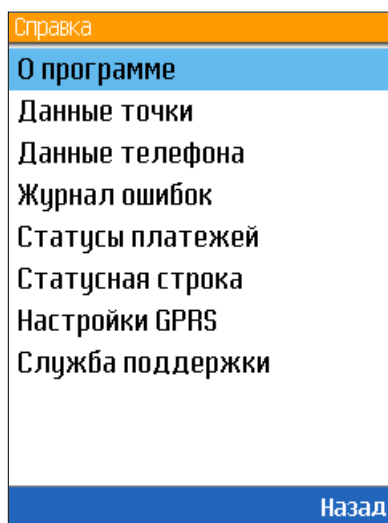 Справка
О программе
Данные точки
Данные телефона
Журнал ошибок
Статусы платежей
Статусная строка
Настройки GPRS
Служба поддержки
Назад